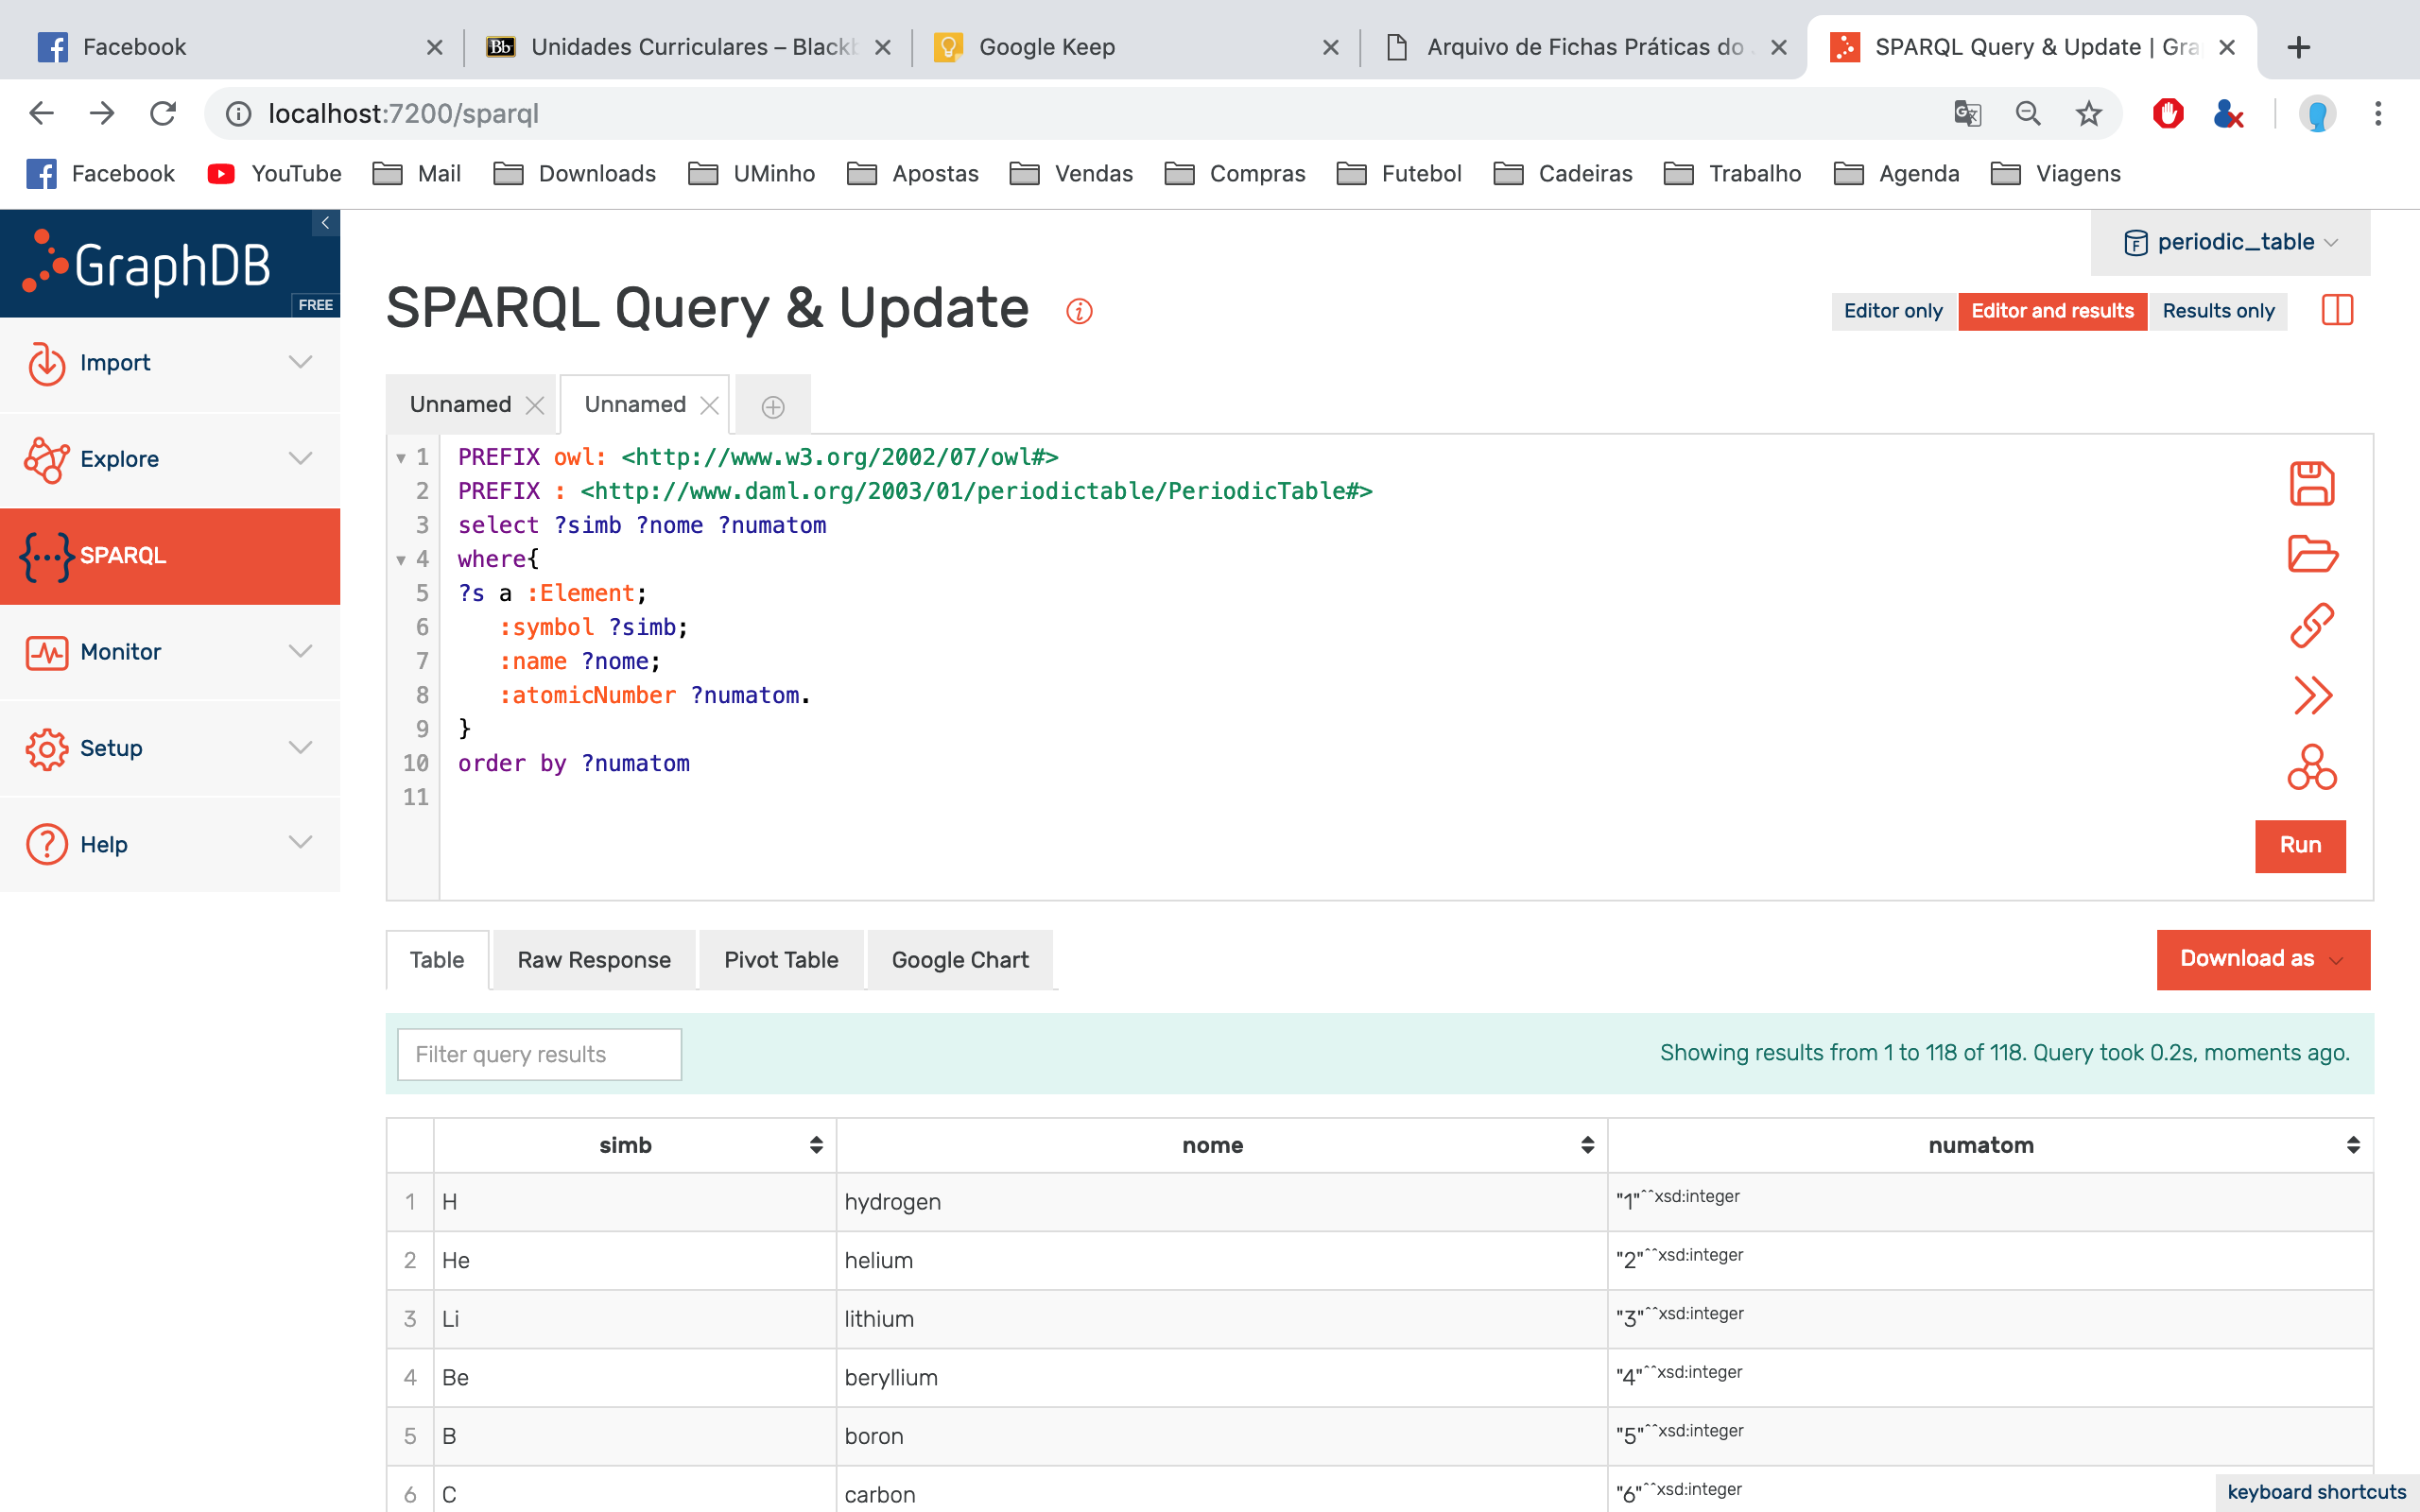 Facebook
Unidades Curriculares – Black
Google Keep
Arquivo de Fichas Práticas do
SPARQL Query & Update | Gra
localhost:7200/sparql
Facebook YouTube Mail Downloads UMinho Apostas Vendas Compras Futebol Cadeiras Trabalho Agenda Viagens
GraphDB
FREE
Import
Explore
SPARQL
Monitor
Setup
Help
periodic_table
SPARQL Query & Update
Editor only Editor and results Results only
Unnamed Unnamed
1 PREFIX owl: <http://www.w3.org/2002/07/owl#>
2 PREFIX : <http://www.daml.org/2003/01/periodictable/PeriodicTable#>
3 select ?simb ?nome ?numatom
4 where{
5 ?s a :Element;
6 :symbol ?simb;
7 :name ?nome;
8 :atomicNumber ?numatom.
9 }
10 order by ?numatom
11
Run
Table Raw Response Pivot Table Google Chart
Download as
Filter query results
Showing results from 1 to 118 of 118. Query took 0.2s, moments ago.
simb nome numatom
1 H hydrogen "1"^^xsd:integer
2 He helium "2"^^xsd:integer
3 Li lithium "3"^^xsd:integer
4 Be beryllium "4"^^xsd:integer
5 B boron "5"^^xsd:integer
6 C carbon "6"^^xsd:integer
keyboard shortcuts